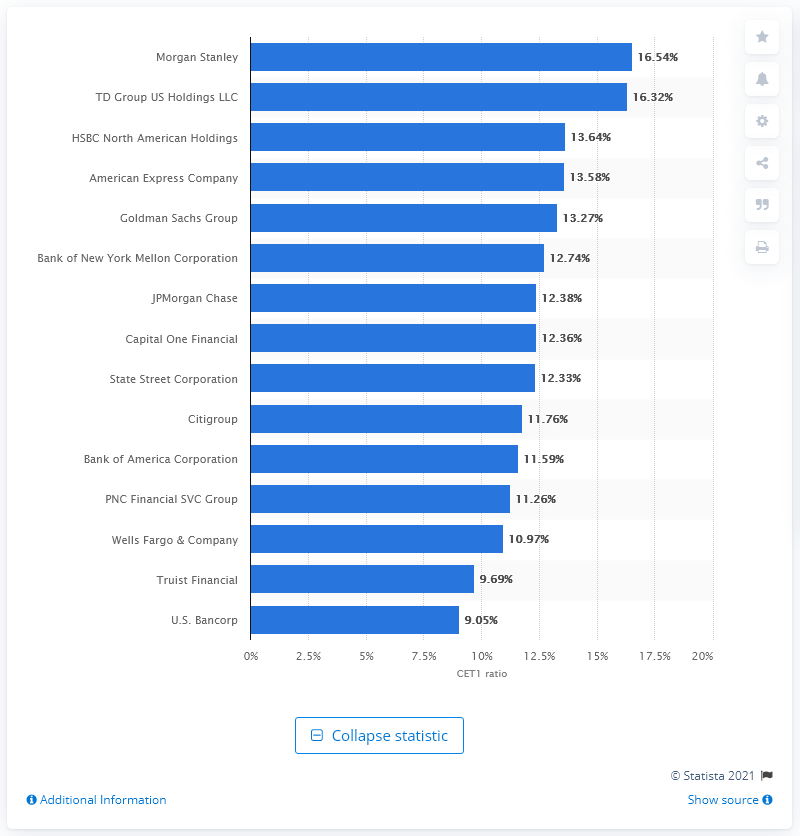 Morgan Stanley 16.54%
TD Group US Holdings LLC 16.32%
HSBC North American Holdings 13.64%
American Express Company 13.58%
Goldman Sachs Group 13.27%
Bank of New York Mellon Corporation 12.74%
JPMorgan Chase 12.38%
Capital One Financial 12.36%
State Street Corporation 12.33%
Citigroup 11.76%
Bank of America Corporation 11.59%
PNC Financial SVC Group 11.26%
Wells Fargo & Company 10.97%
Truist Financial 9.69%
U.S. Bancorp 9.05%
0% 2.5% 5% 7.5% 10% 12.5% 15% 17.5% 20%
CET1 ratio
Collapse statistic
© Statista 2021
Additional Information Show source